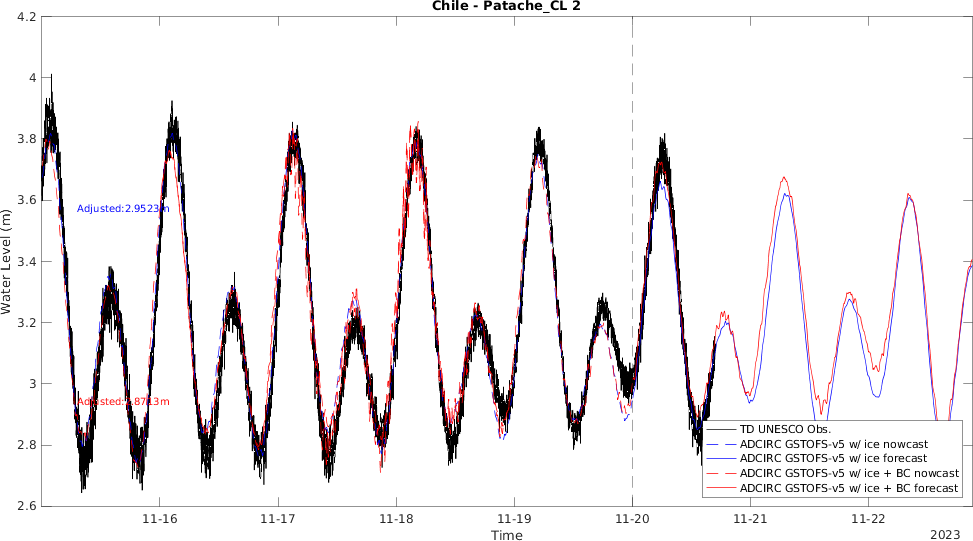 Chile - Patache_CL 2
4.2
4
3.8
3.6
3.4
3.2
3
2.8
2.6
Water Level (m)
Adjusted:2.9523m
11-16
11-17
11-18
11-19
11-20
11-21
11-22
2023
Time
TD UNESCO Obs.
ADCIRC GSTOFS-v5 w/ ice nowcast
ADCIRC GSTOFS-v5 w/ ice forecast
ADCIRC GSTOFS-v5 w/ ice + BC nowcast
ADCIRC GSTOFS-v5 w/ ice + BC forecast